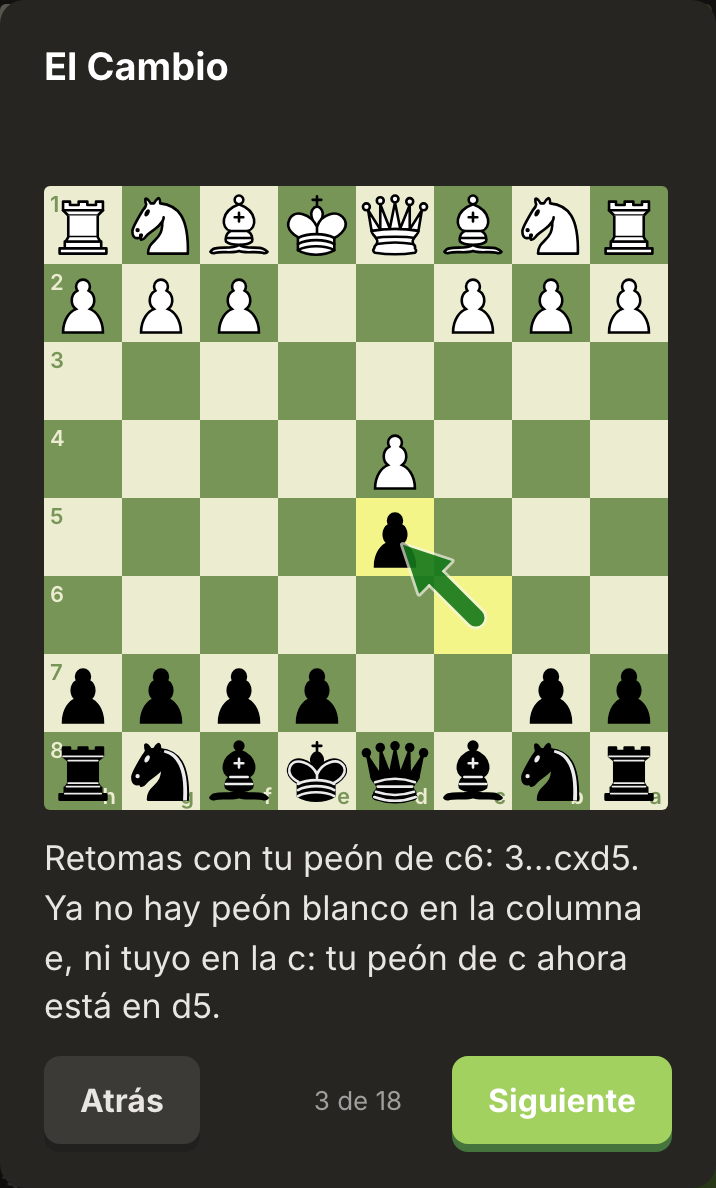 El Cambio
1
2
3
4
5
6
7
8
h g f e d c b a
Retomas con tu peón de c6: 3...cxd5.
Ya no hay peón blanco en la columna
e, ni tuyo en la c: tu peón de c ahora
está en d5.
Atrás 3 de 18 Siguiente